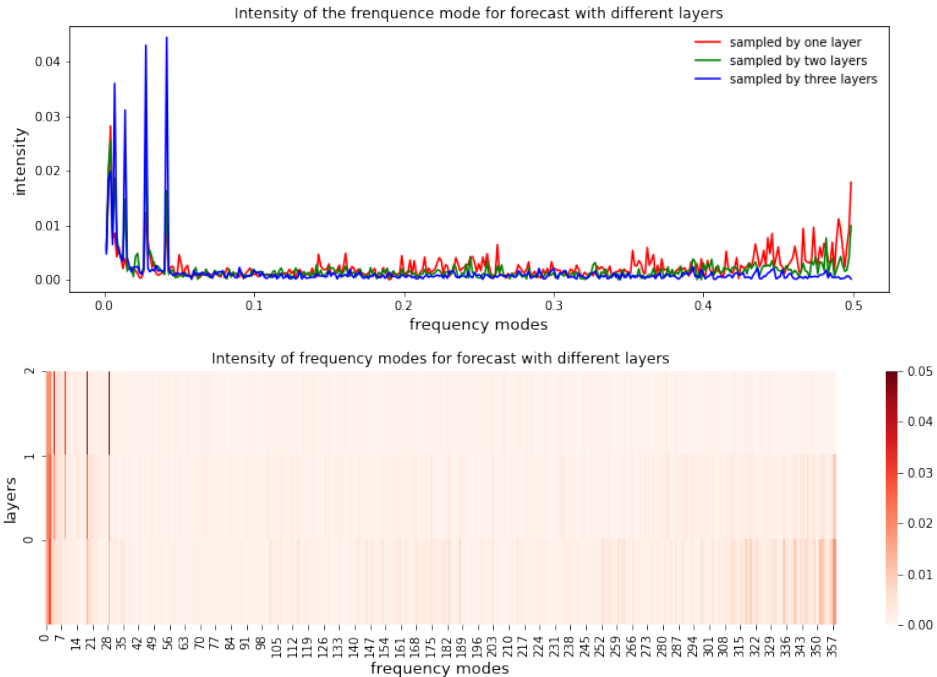 Intensity of the frenquence mode for forecast with different layers
sampled by one layer
sampled by two layers
sampled by three layers
0.04
0.03
0.02
0.01
0.00
intensity
0.0 0.1 0.2 0.3 0.4 0.5
frequency modes
Intensity of frequency modes for forecast with different layers
2
1
0
layers
0 7 14 21 28 35 42 49 56 63 70 77 84 91 98 105 112 119 126 133 140 147 154 161 168 175 182 189 196 203 210 217 224 231 238 245 252 259 266 273 280 287 294 301 308 315 322 329 336 343 350 357
frequency modes
0.05
0.04
0.03
0.02
0.01
0.00